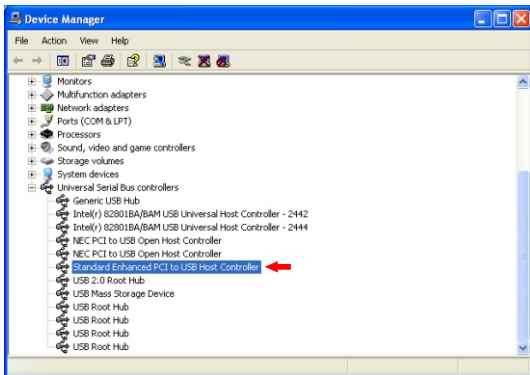 Device Manager
File Action View Help
Monitors
Multifunction adapters
Network adapters
Ports (COM & LPT)
Processors
Sound, video and game controllers
Storage volumes
System devices
Universal Serial Bus controllers
Generic USB Hub
Intel(r) 82801BA/BAM USB Universal Host Controller - 2442
Intel(r) 82801BA/BAM USB Universal Host Controller - 2444
NEC PCI to USB Open Host Controller
NEC PCI to USB Open Host Controller
Standard Enhanced PCI to USB Host Controller
USB 2.0 Root Hub
USB Mass Storage Device
USB Root Hub
USB Root Hub
USB Root Hub
USB Root Hub